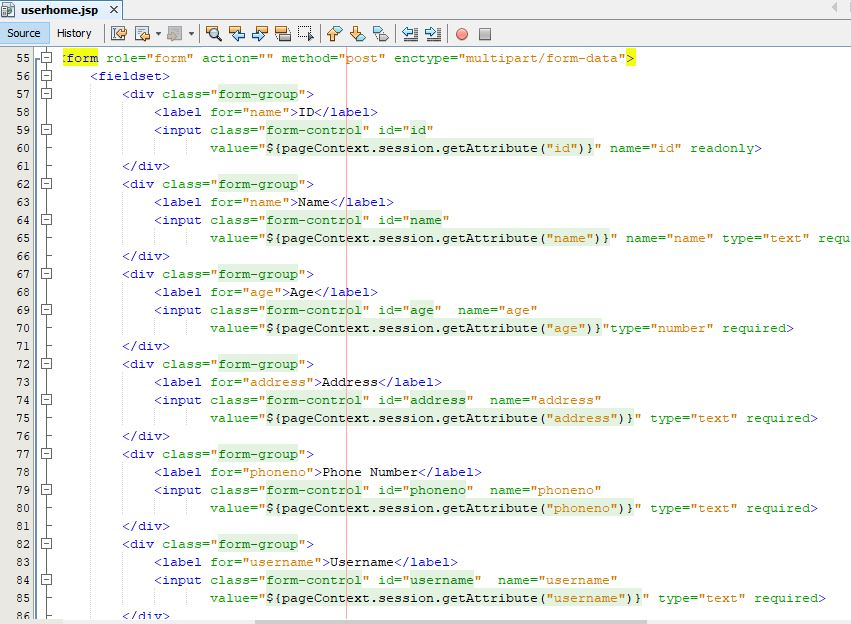 userhome.jsp
Source History
55 <form role="form" action="" method="post" enctype="multipart/form-data">
56 <fieldset>
57 <div class="form-group">
58 <label for="name">ID</label>
59 <input class="form-control" id="id"
60 value="${pageContext.session.getAttribute("id")}" name="id" readonly>
61 </div>
62 <div class="form-group">
63 <label for="name">Name</label>
64 <input class="form-control" id="name"
65 value="${pageContext.session.getAttribute("name")}" name="name" type="text" requ
66 </div>
67 <div class="form-group">
68 <label for="age">Age</label>
69 <input class="form-control" id="age"  name="age"
70 value="${pageContext.session.getAttribute("age")}"type="number" required>
71 </div>
72 <div class="form-group">
73 <label for="address">Address</label>
74 <input class="form-control" id="address"  name="address"
75 value="${pageContext.session.getAttribute("address")}" type="text" required>
76 </div>
77 <div class="form-group">
78 <label for="phoneno">Phone Number</label>
79 <input class="form-control" id="phoneno"  name="phoneno"
80 value="${pageContext.session.getAttribute("phoneno")}" type="text" required>
81 </div>
82 <div class="form-group">
83 <label for="username">Username</label>
84 <input class="form-control" id="username"  name="username"
85 value="${pageContext.session.getAttribute("username")}" type="text" required>
86 </div>